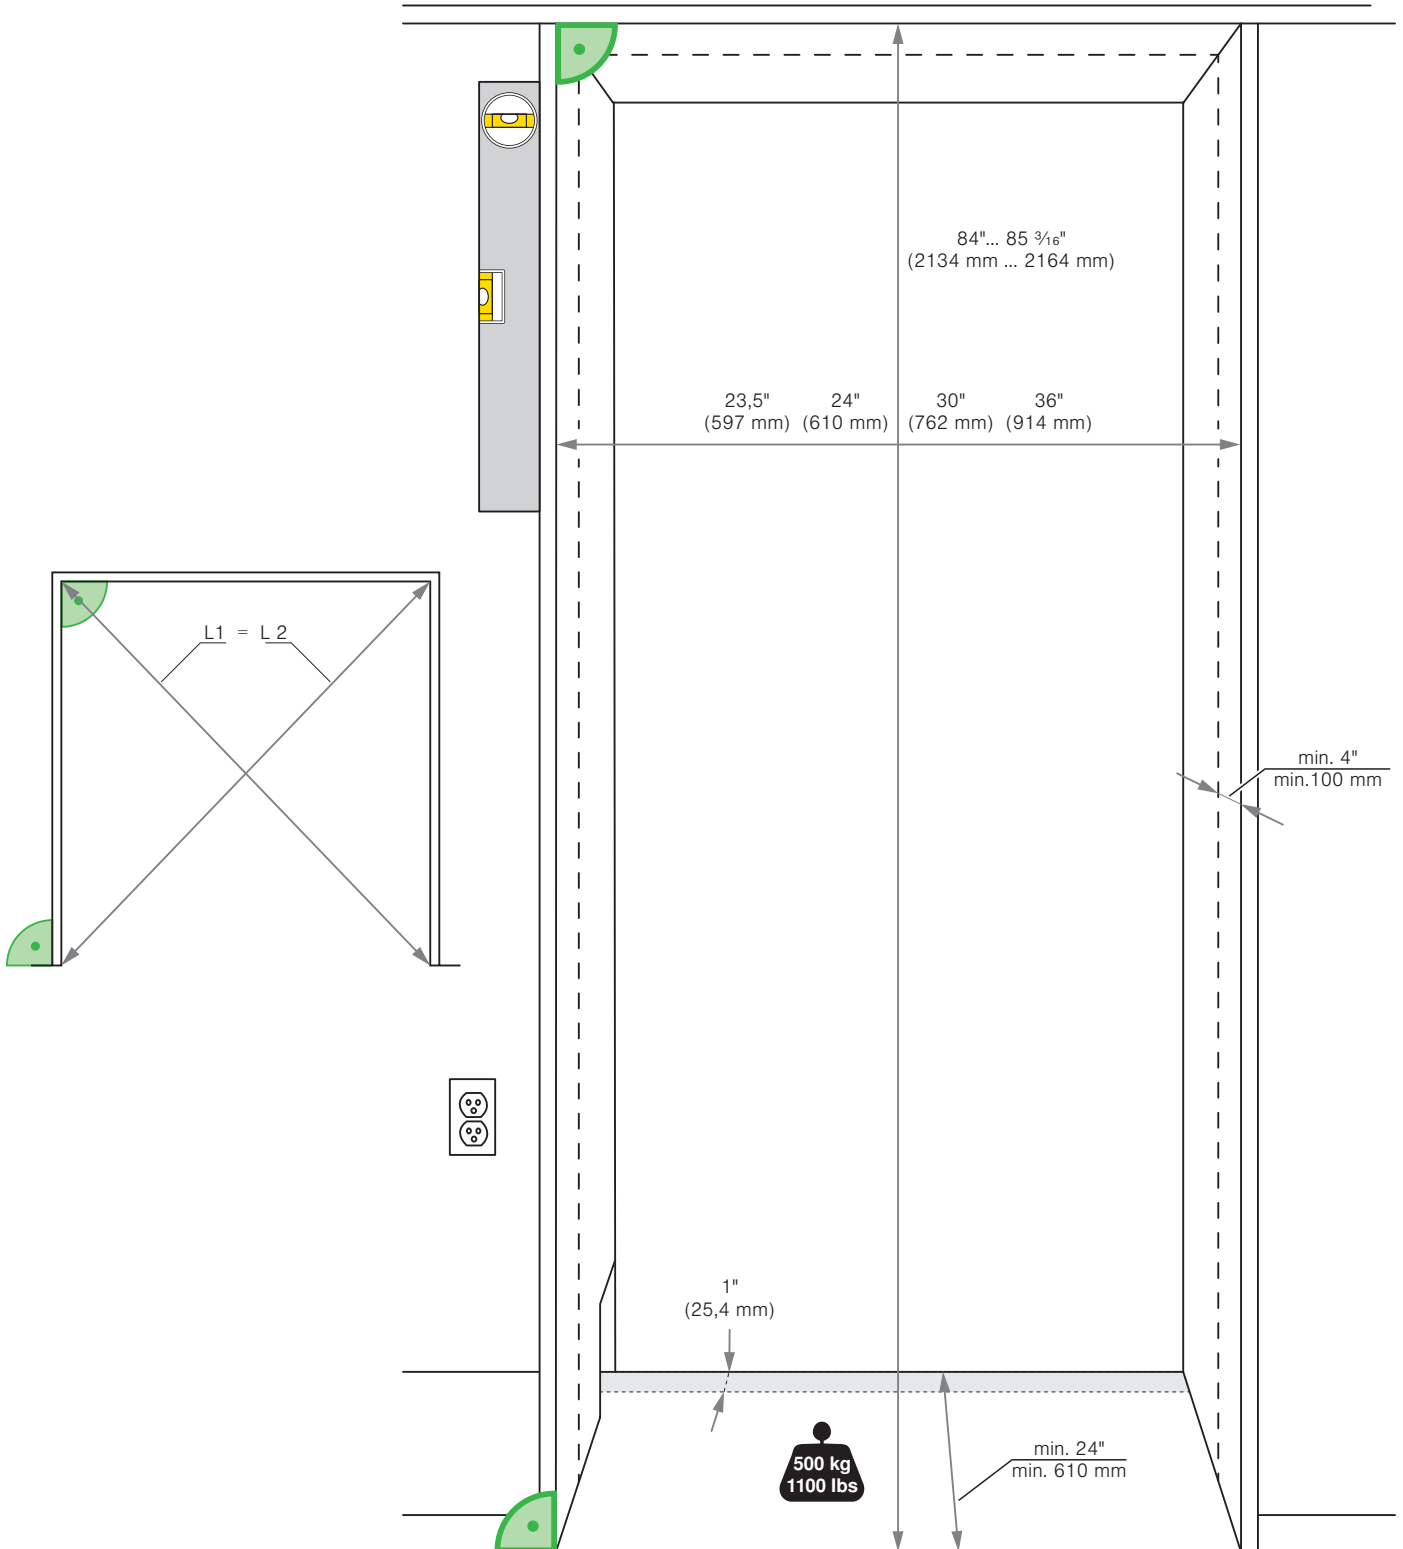 84"... 85 3⁄16"
(2134 mm ... 2164 mm)
23,5" 24" 30" 36"
(597 mm) (610 mm) (762 mm) (914 mm)
L1 = L 2
min. 4"
min.100 mm
1"
(25,4 mm)
min. 24"
min. 610 mm
500 kg
1100 lbs